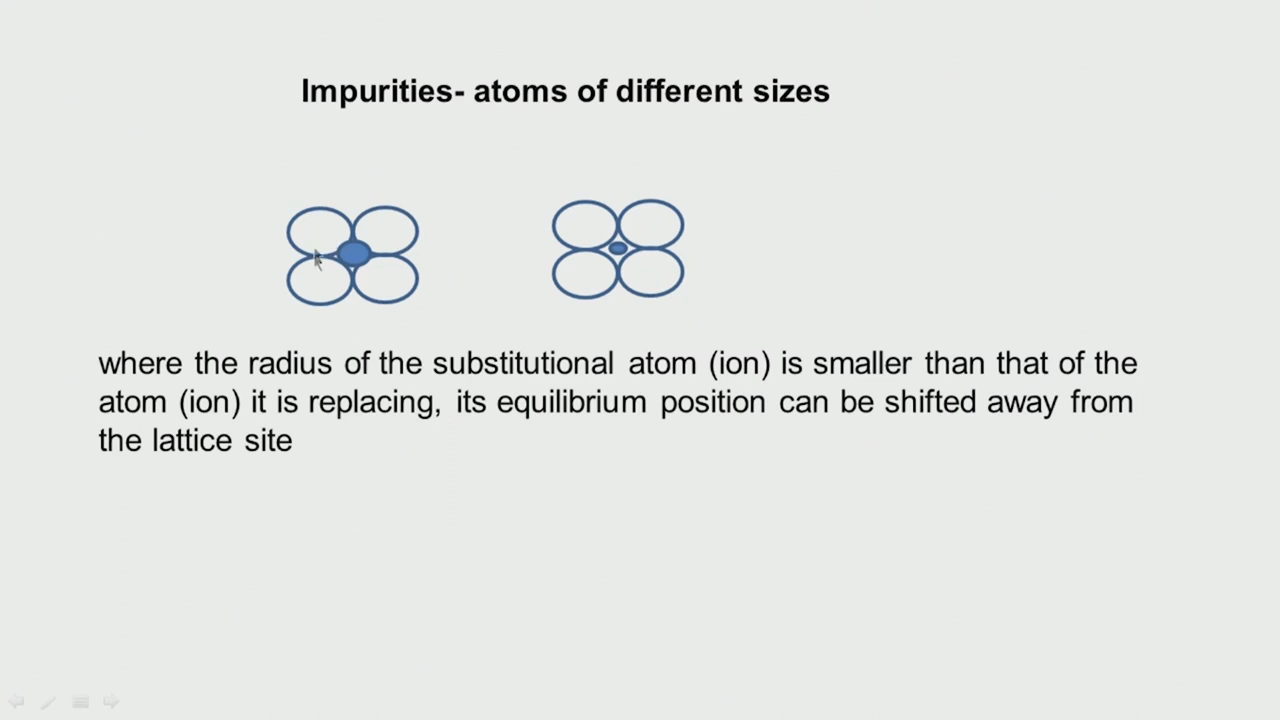 Impurities- atoms of different sizes
where the radius of the substitutional atom (ion) is smaller than that of the
atom (ion) it is replacing, its equilibrium position can be shifted away from
the lattice site